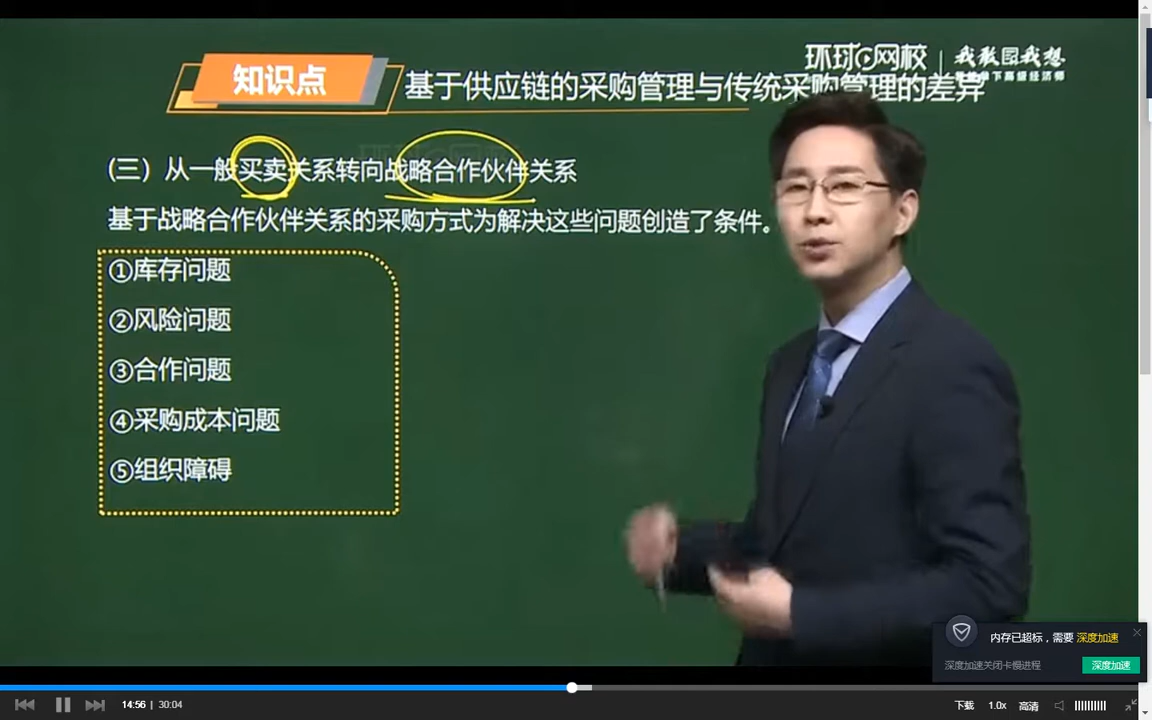 环球网校 | 我敢因我想
知识点
基于供应链的采购管理与传统采购管理的差异
(三) 从一般买卖关系转向战略合作伙伴关系
基于战略合作伙伴关系的采购方式为解决这些问题创造了条件。
①库存问题
②风险问题
③合作问题
④采购成本问题
⑤组织障碍
内存已超标，需要 深度加速
深度加速关闭卡慢进程
深度加速
14:56 | 30:04
下载 1.0x 高清